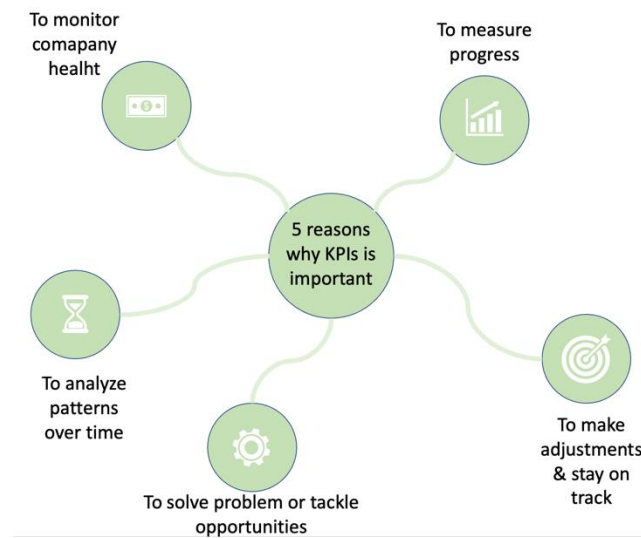 To monitor
comapany
healht
To measure
progress
5 reasons
why KPIs is
important
To analyze
patterns
over time
To make
adjustments
& stay on
track
To solve problem or tackle
opportunities